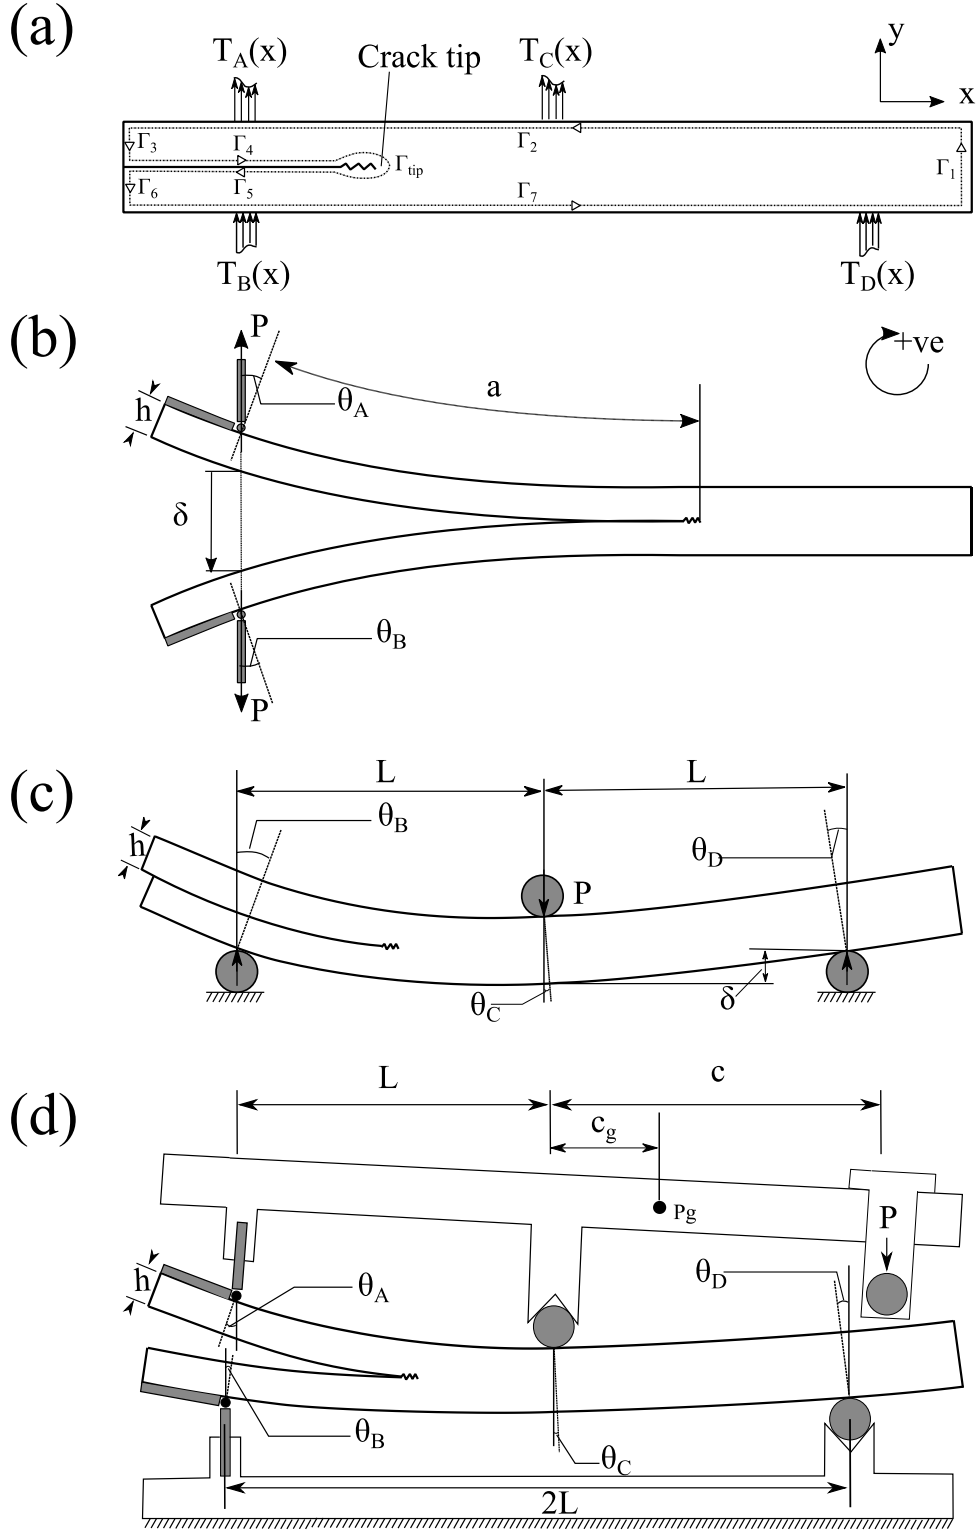 (a)
T_A(x)
T_C(x)
y
Crack tip
x
Γ_3
Γ_4
Γ_2
Γ_tip
Γ_1
Γ_6
Γ_5
Γ_7
T_B(x)
T_D(x)
(b)
P
+ve
a
h
θ_A
δ
θ_B
P
(c)
L
L
θ_B
h
θ_D
P
θ_C
δ
(d)
L
c
c_g
Pg
P
h
θ_A
θ_D
θ_B
θ_C
2L